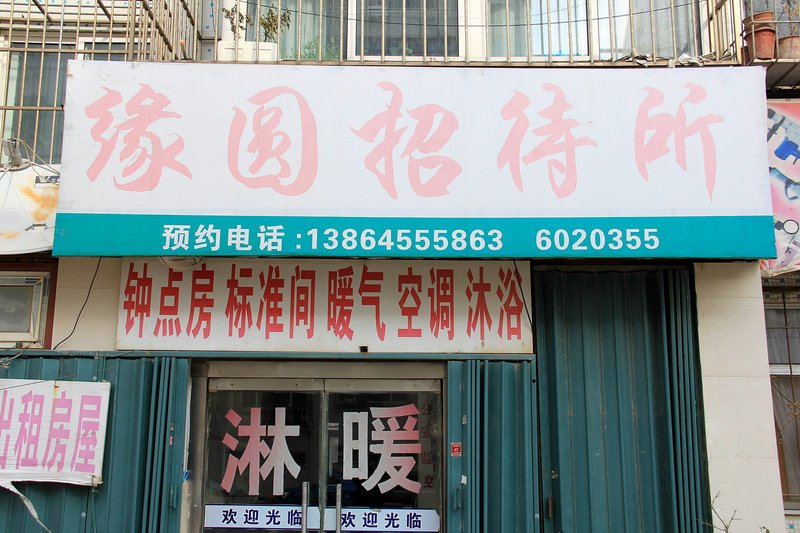 缘圆招待所
预约电话:13864555863 6020355
钟点房 标准间 暖气 空调 沐浴
出租房屋
淋 暖
欢迎光临 欢迎光临